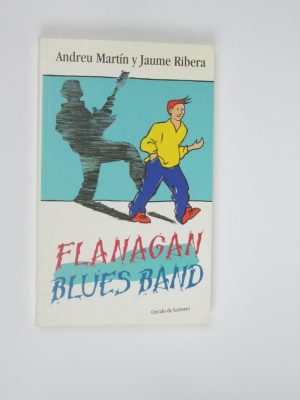 Andreu Martín y Jaume Ribera
FLANAGAN
BLUES BAND
Círculo de Lectores